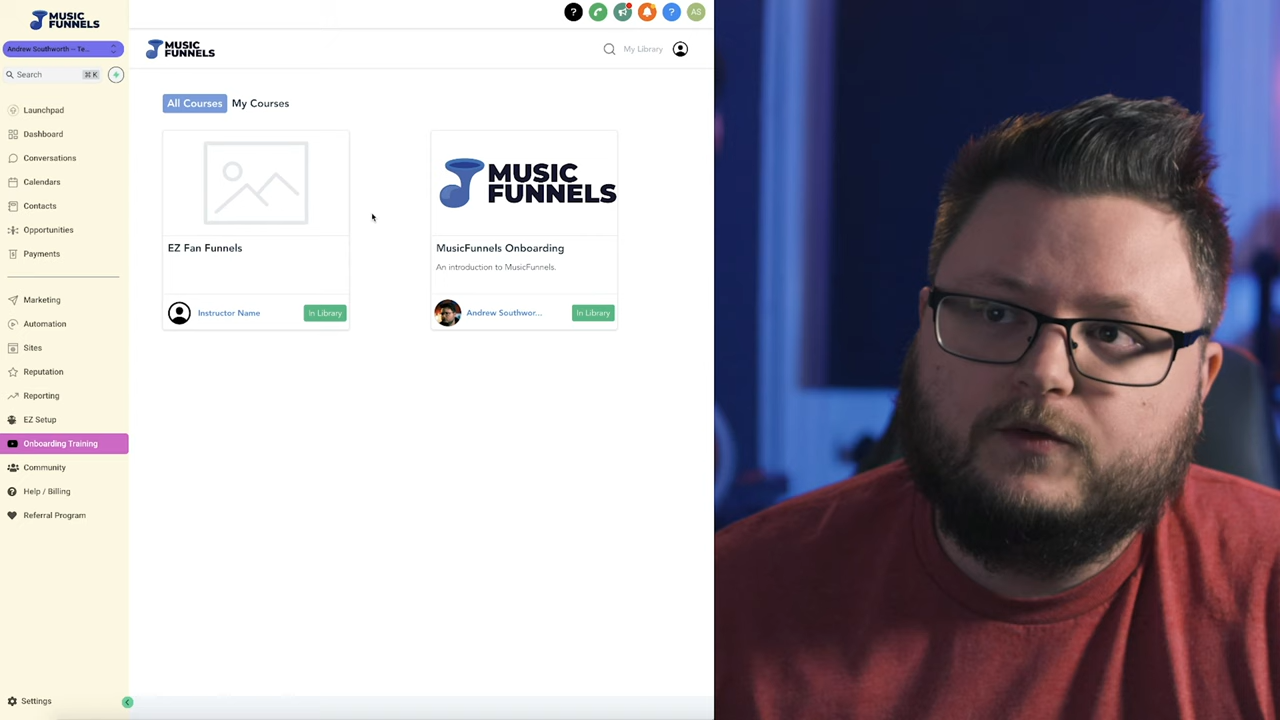 MUSIC
FUNNELS
Andrew Southworth -- Te...
Search ⌘ K
Launchpad
Dashboard
Conversations
Calendars
Contacts
Opportunities
Payments
Marketing
Automation
Sites
Reputation
Reporting
EZ Setup
Onboarding Training
Community
Help / Billing
Referral Program
Settings
? ? AS
MUSIC
FUNNELS
My Library
All Courses My Courses
EZ Fan Funnels
Instructor Name In Library
MUSIC
FUNNELS
MusicFunnels Onboarding
An introduction to MusicFunnels.
Andrew Southwor... In Library